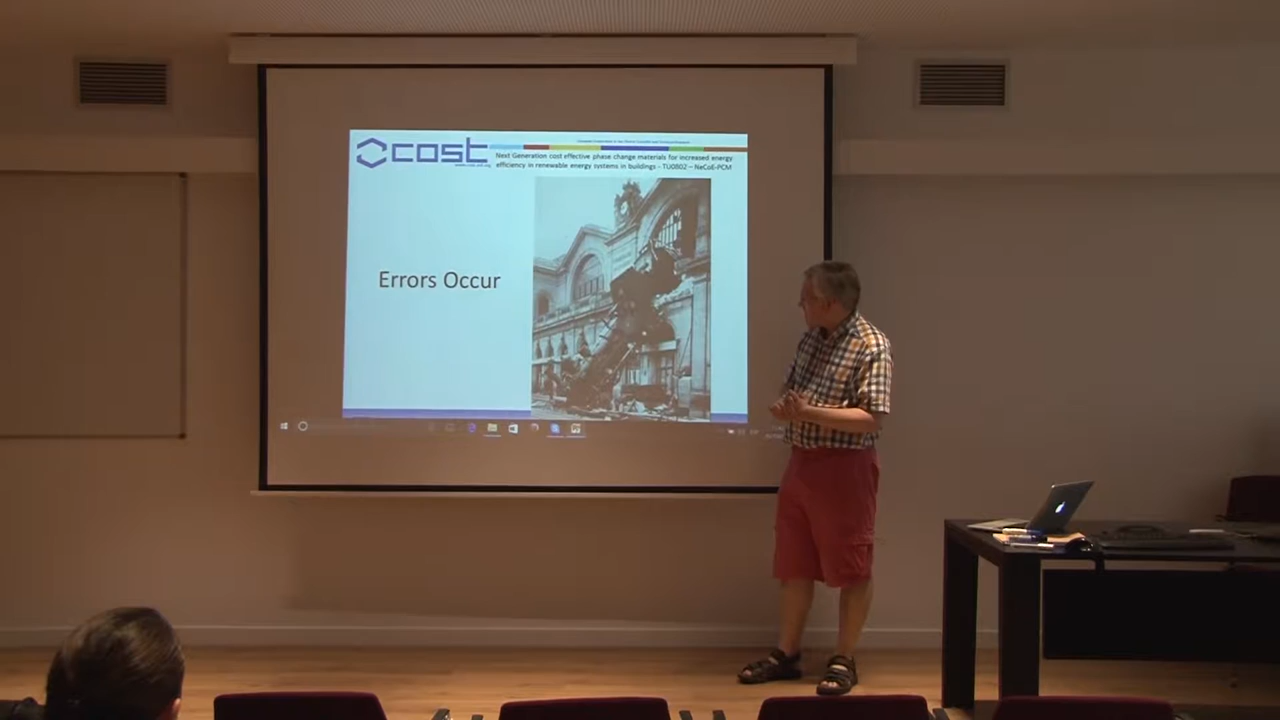 cost
Next Generation cost effective phase change materials for increased energy
efficiency in renewable energy systems in buildings - TU0802 – NeCoE-PCM
Errors Occur